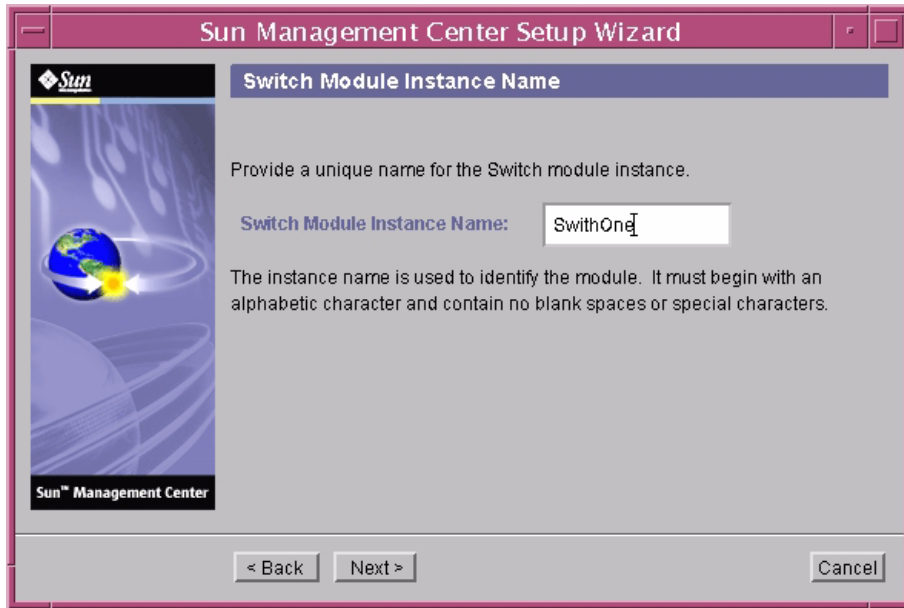 Sun Management Center Setup Wizard
Sun
Switch Module Instance Name
Provide a unique name for the Switch module instance.
Switch Module Instance Name: SwithOne
The instance name is used to identify the module. It must begin with an
alphabetic character and contain no blank spaces or special characters.
Sun™ Management Center
< Back Next > Cancel